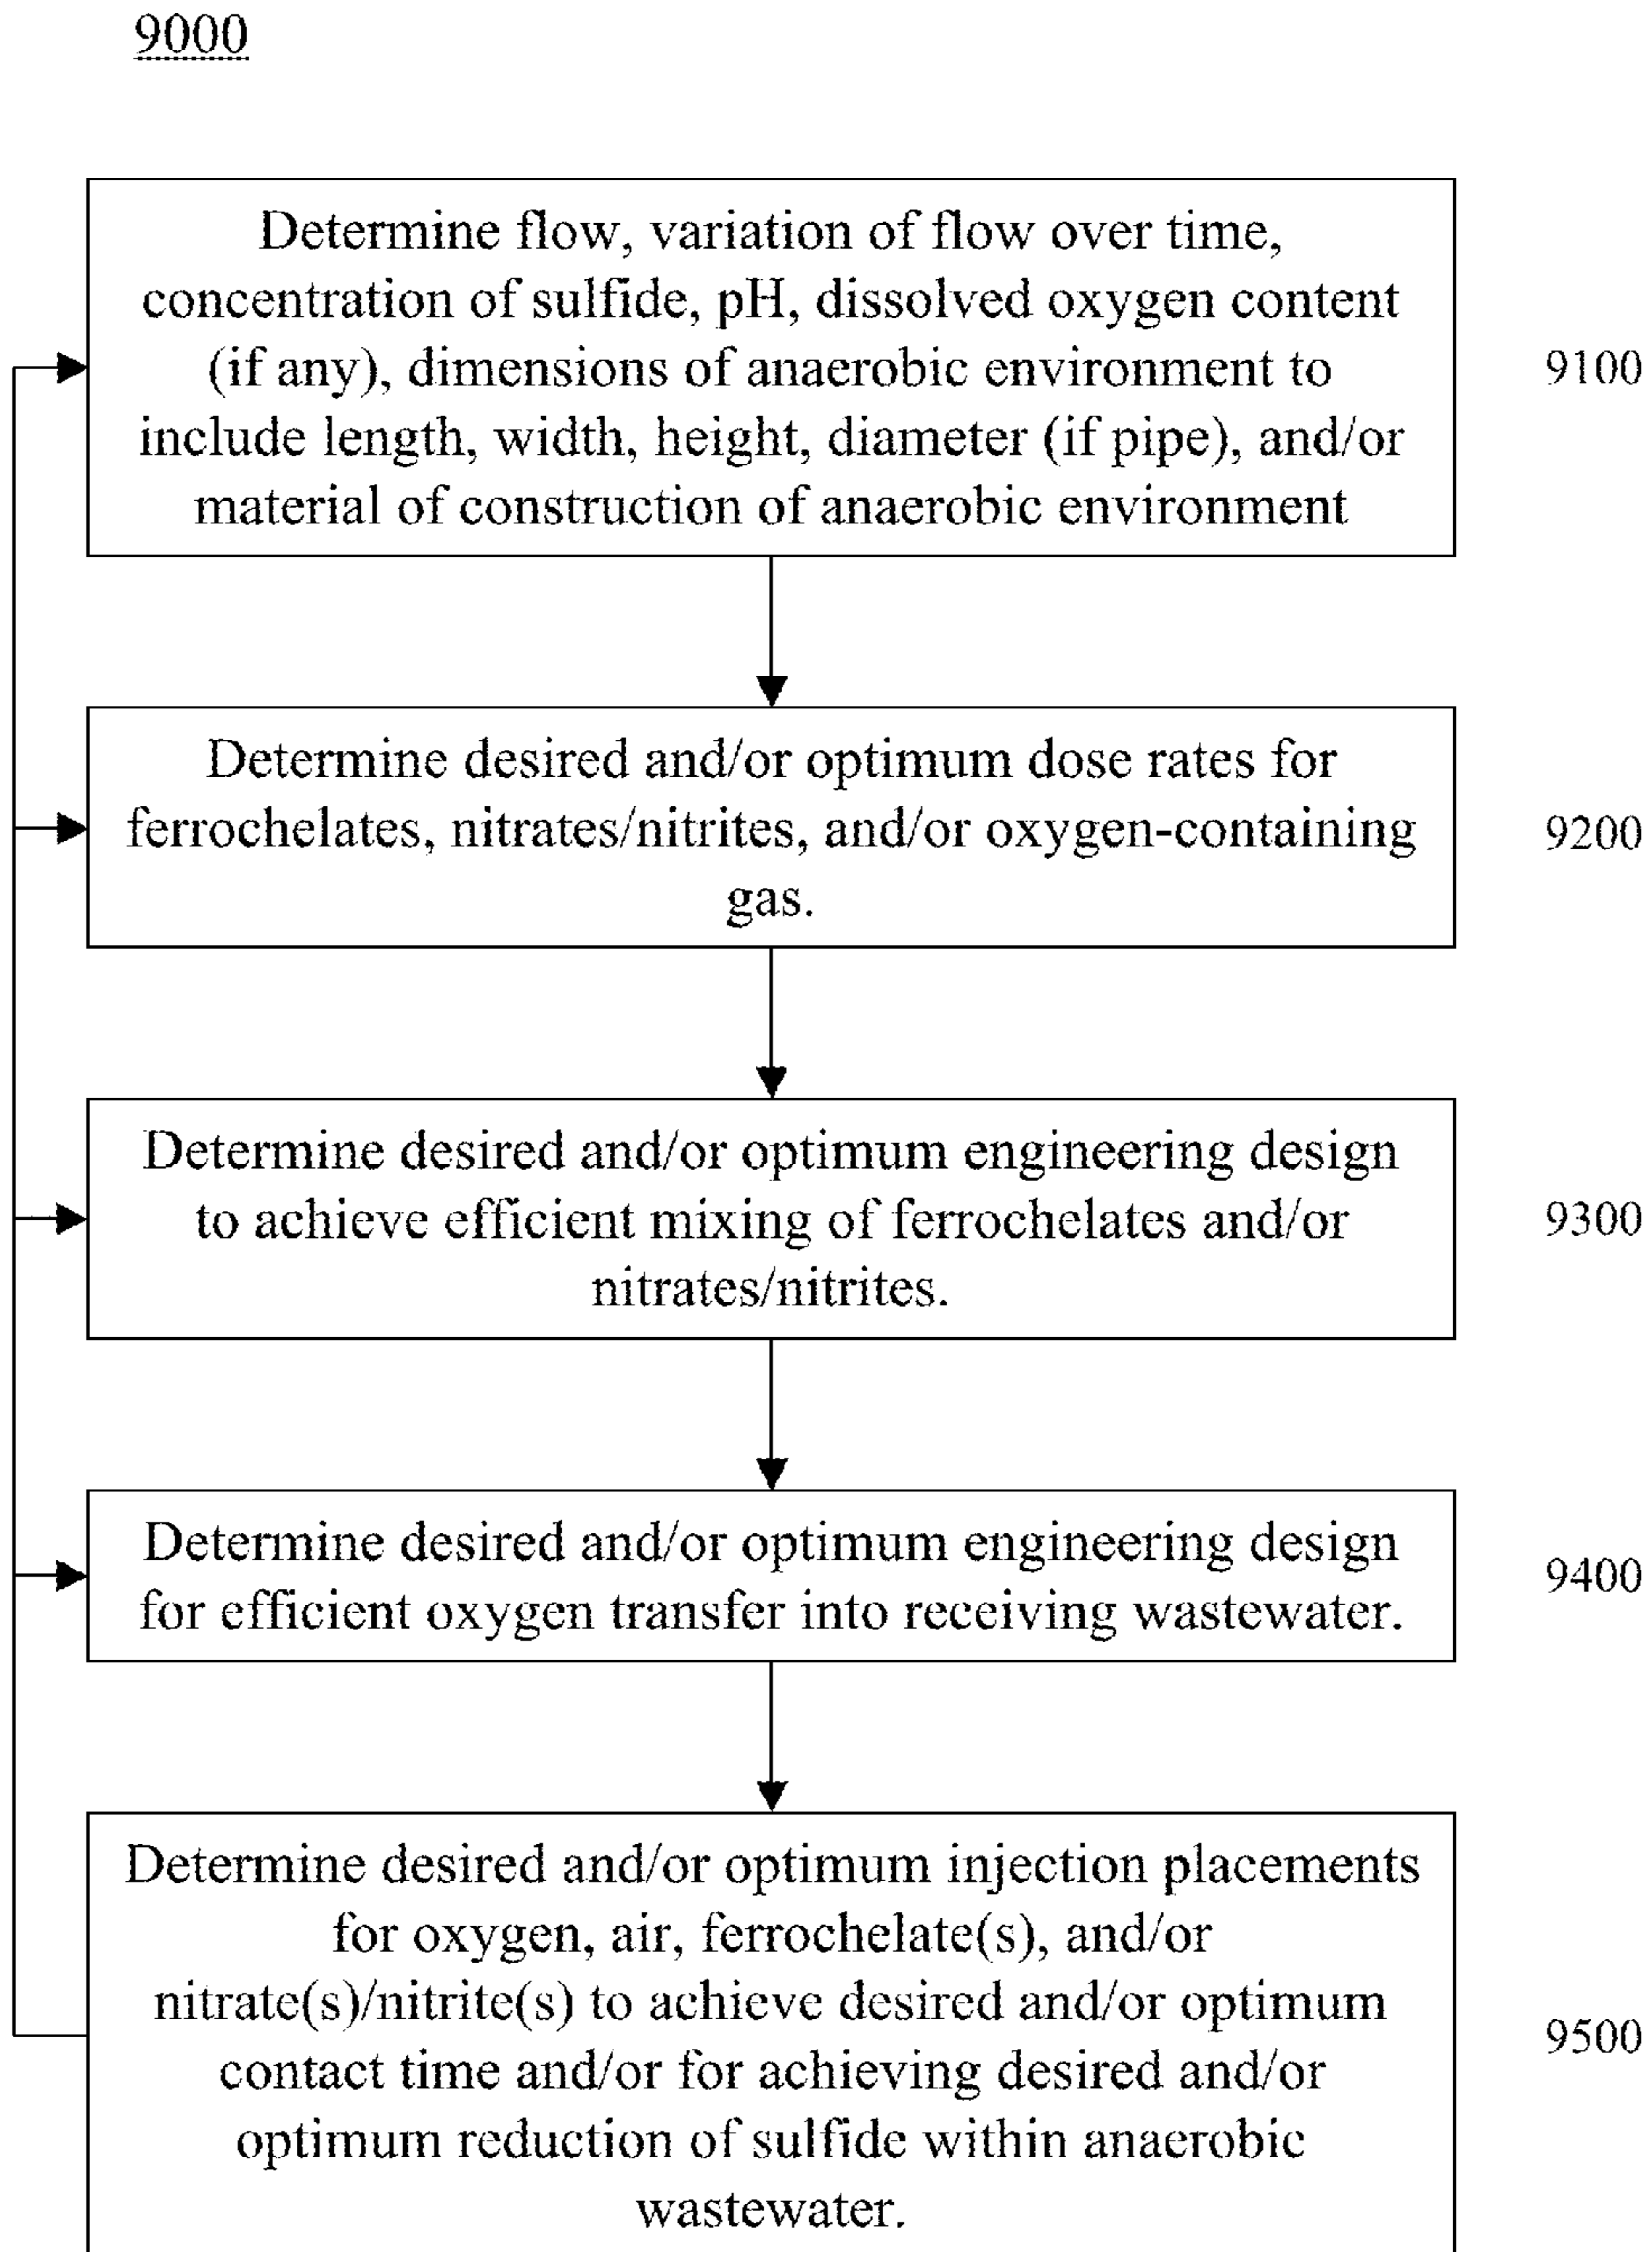 9000
Determine flow, variation of flow over time,
concentration of sulfide, pH, dissolved oxygen content
(if any), dimensions of anaerobic environment to
include length, width, height, diameter (if pipe), and/or
material of construction of anaerobic environment
9100
Determine desired and/or optimum dose rates for
ferrochelates, nitrates/nitrites, and/or oxygen-containing
gas.
9200
Determine desired and/or optimum engineering design
to achieve efficient mixing of ferrochelates and/or
nitrates/nitrites.
9300
Determine desired and/or optimum engineering design
for efficient oxygen transfer into receiving wastewater.
9400
Determine desired and/or optimum injection placements
for oxygen, air, ferrochelate(s), and/or
nitrate(s)/nitrite(s) to achieve desired and/or optimum
contact time and/or for achieving desired and/or
optimum reduction of sulfide within anaerobic
wastewater.
9500